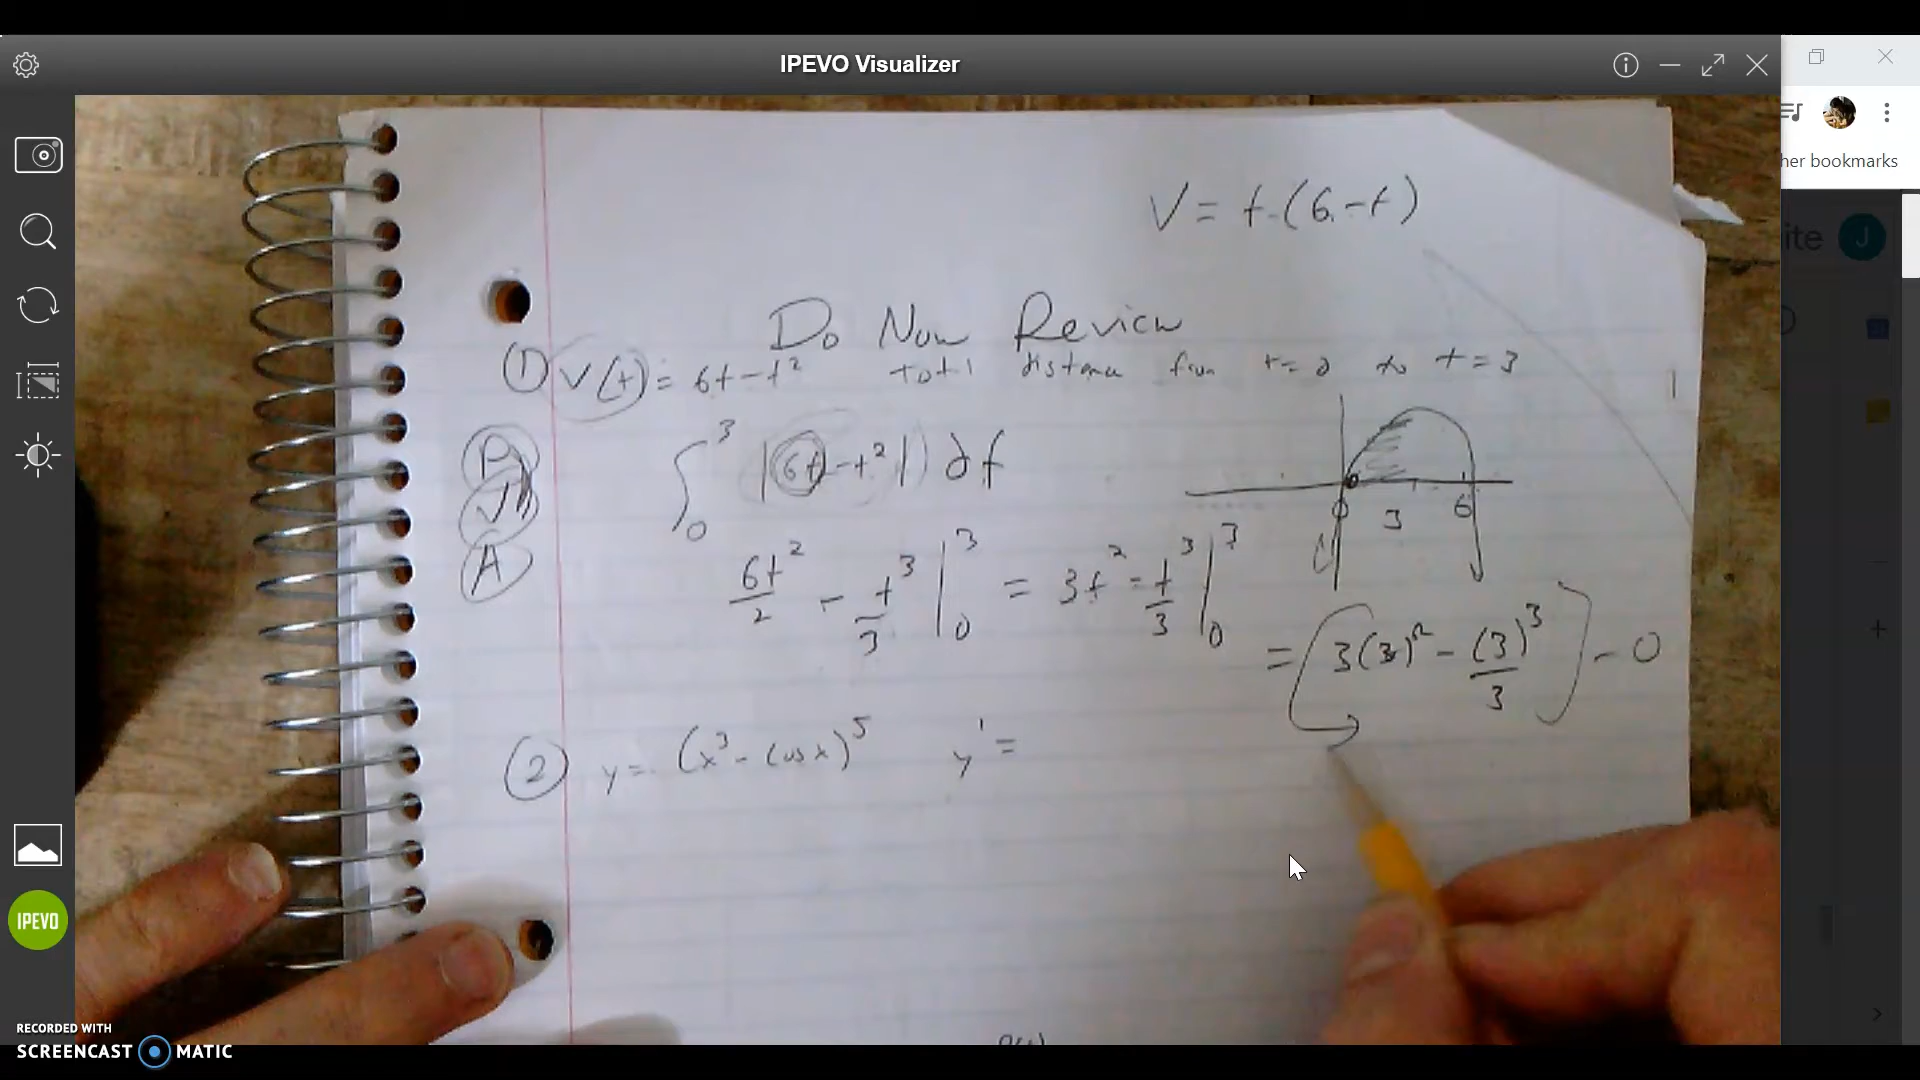 IPEVO Visualizer
her bookmarks
ite J
V = t(6-t)
Do Now Review
① V(t) = 6t - t² total distance from t=0 to t=3
P
V
A
∫₀³ |6t - t²| dt
0 3 6
6t²/2 - t³/3 |₀³ = 3t² - t³/3 |₀³
= [3(3)² - (3)³/3] - 0
② y = (x³ - cosx)⁵ y' =
IPEVO
RECORDED WITH
SCREENCAST MATIC